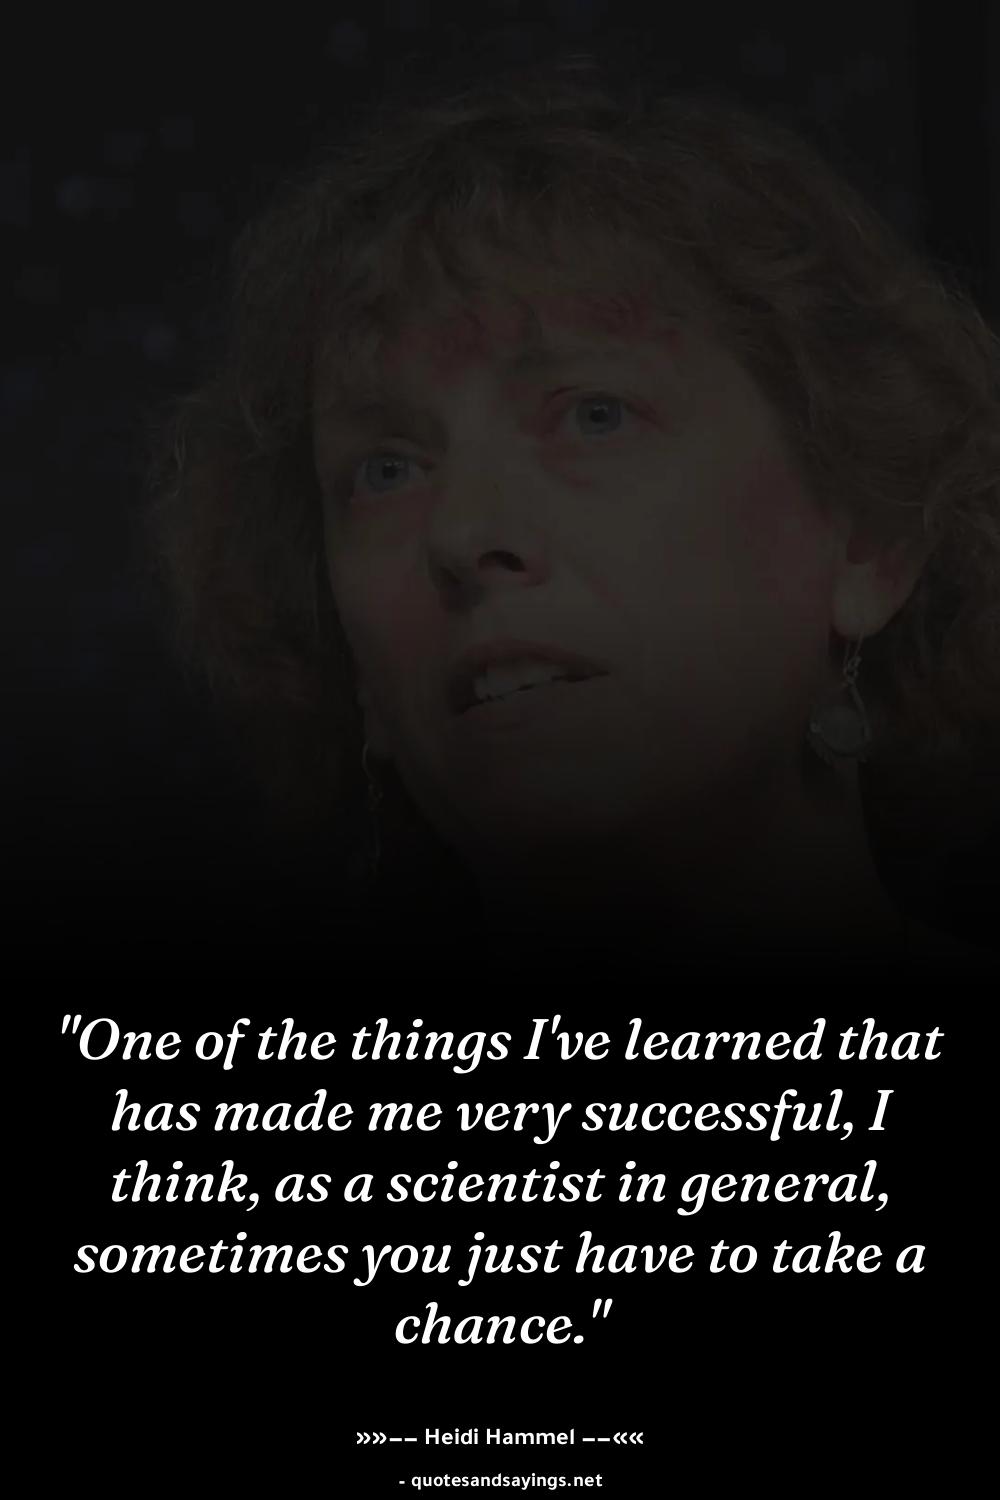 "One of the things I've learned that
has made me very successful, I
think, as a scientist in general,
sometimes you just have to take a
chance."
»»−− Heidi Hammel −−««
- quotesandsayings.net